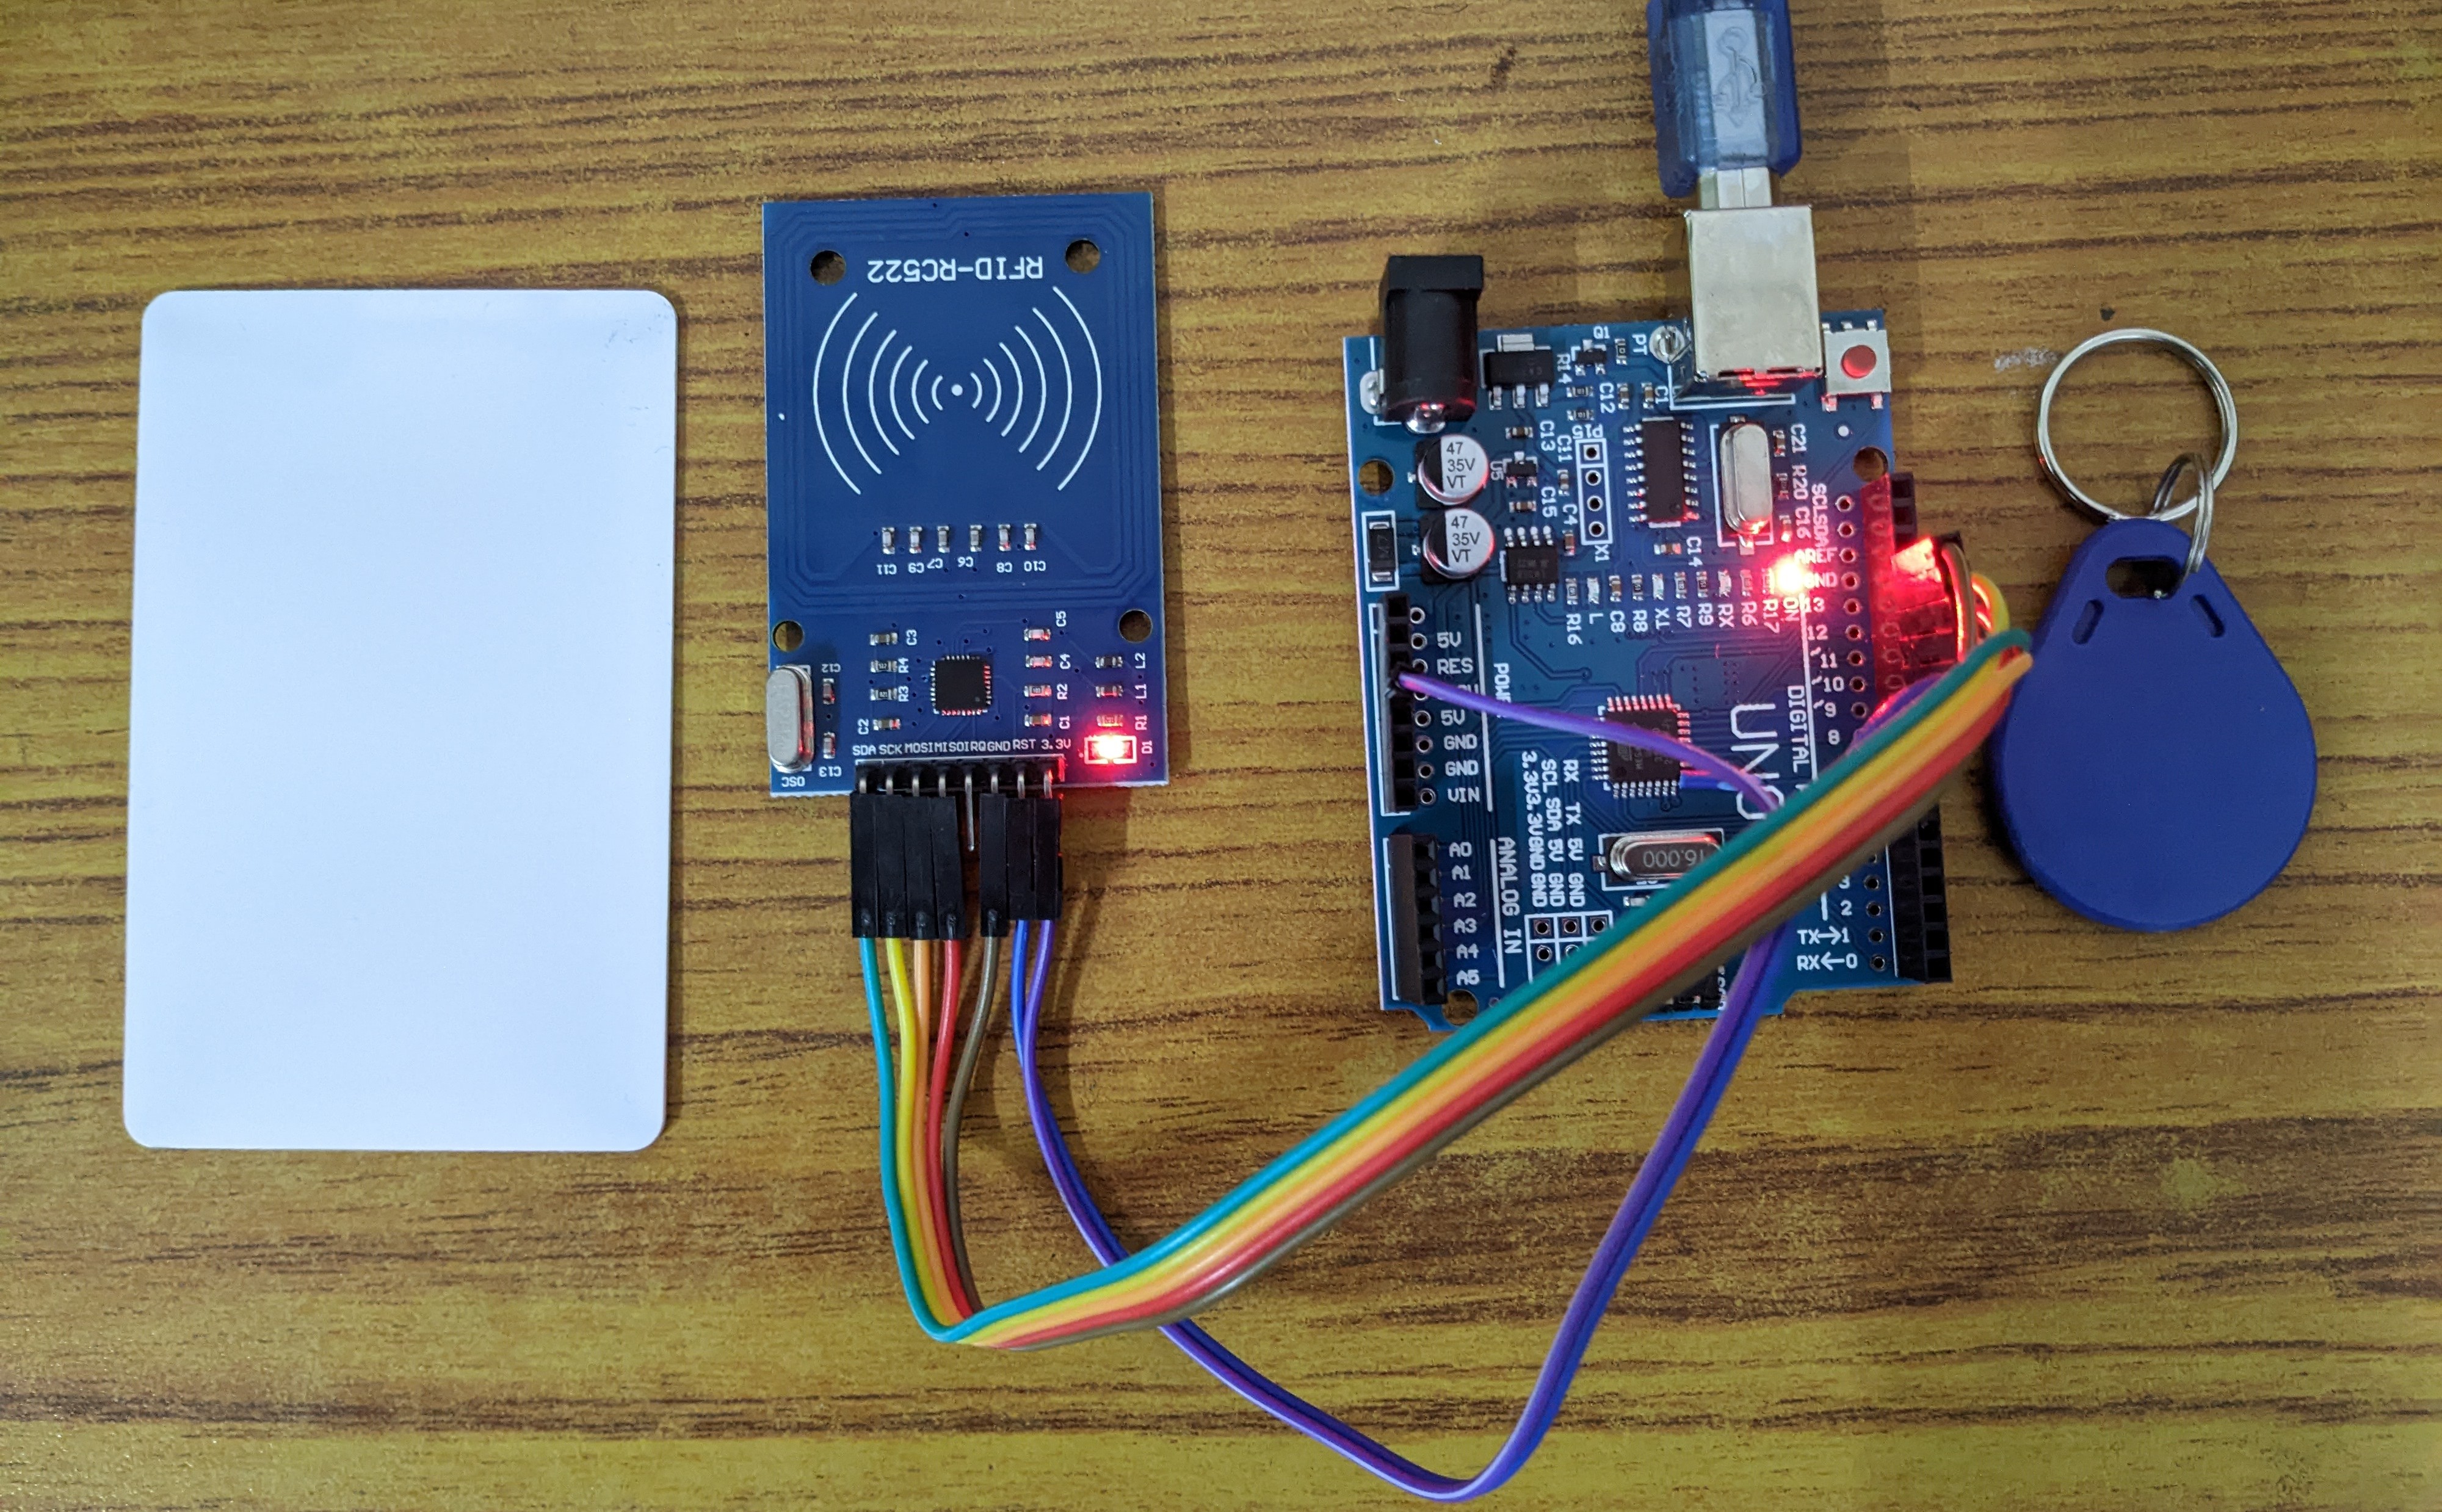 RFID-RC522
C11 C9 C7 C6 C8 C10
C5
C3
L2
C4
R4
C12
L1
R2
R3
R1
C1
C2
SDA SCK MOSI MISO IRQ GND RST 3.3V
D1
C13
OSC
PT
R14
C12
C1
47
35V
VT
C13
C11
P15
U5
C15
C4
X1
C14
C21 R20 C16
SCL SDA
AREF
GND
47
35V
VT
M7
R16 L C8 R8 TX R7 R9 RX R6 R17 ON
13
12
~11
~10
~9
8
5V
RES
5V
GND
GND
VIN
UNO
DIGITAL
RX TX 5V GND
SCL SDA 5V GND
3.3V3.3VGND GND
16.000
ANALOG IN
A0
A1
A2
A3
A4
A5
2
TX→1
RX←0